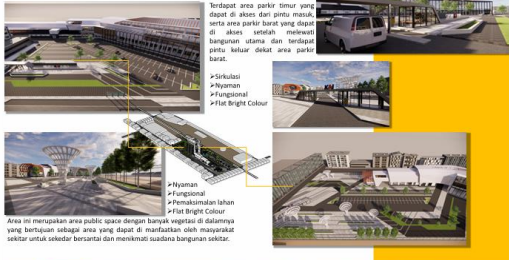 Terdapat area parkir timur yang
dapat di akses dari pintu masuk,
serta area parkir barat yang dapat
di akses setelah melewati
bangunan utama dan terdapat
pintu keluar dekat area parkir
barat.
➢Sirkulasi
➢Nyaman
➢Fungsional
➢Flat Bright Colour
➢Nyaman
➢Fungsional
➢Pemaksimalan lahan
➢Flat Bright Colour
Area ini merupakan area public space dengan banyak vegetasi di dalamnya
yang bertujuan sebagai area yang dapat di manfaatkan oleh masyarakat
sekitar untuk sekedar bersantai dan menikmati suadana bangunan sekitar.